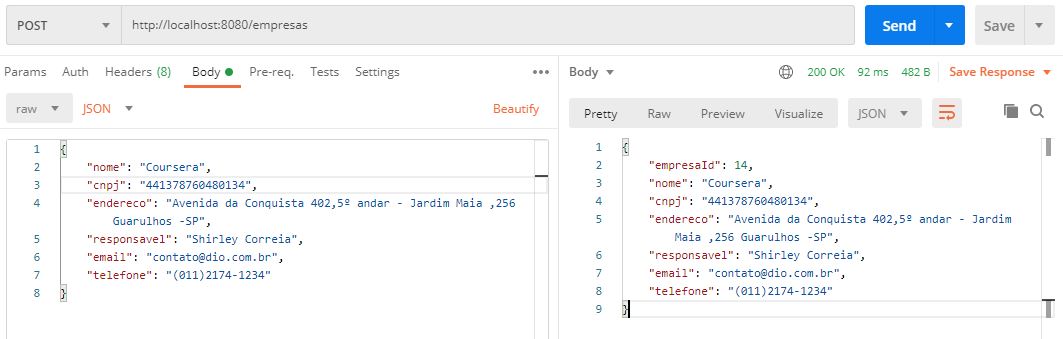 POST http://localhost:8080/empresas Send Save
Params Auth Headers (8) Body Pre-req. Tests Settings
raw JSON Beautify
1 {
2 "nome": "Coursera",
3 "cnpj": "441378760480134",
4 "endereco": "Avenida da Conquista 402,5º andar - Jardim Maia ,256
Guarulhos -SP",
5 "responsavel": "Shirley Correia",
6 "email": "contato@dio.com.br",
7 "telefone": "(011)2174-1234"
8 }
Body 200 OK 92 ms 482 B Save Response
Pretty Raw Preview Visualize JSON
1 {
2 "empresaId": 14,
3 "nome": "Coursera",
4 "cnpj": "441378760480134",
5 "endereco": "Avenida da Conquista 402,5º andar - Jardim
Maia ,256 Guarulhos -SP",
6 "responsavel": "Shirley Correia",
7 "email": "contato@dio.com.br",
8 "telefone": "(011)2174-1234"
9 }